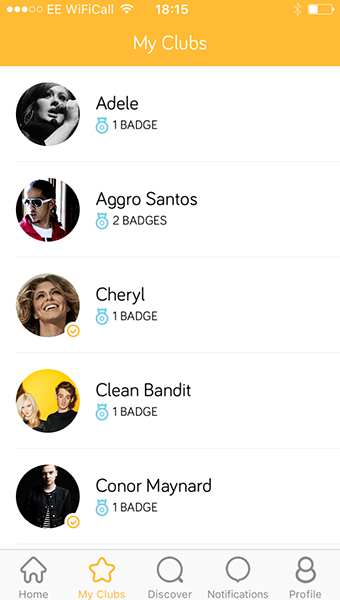 EE WiFiCall 18:15
My Clubs
Adele
1 BADGE
Aggro Santos
2 BADGES
Cheryl
1 BADGE
Clean Bandit
1 BADGE
Conor Maynard
1 BADGE
Home My Clubs Discover Notifications Profile